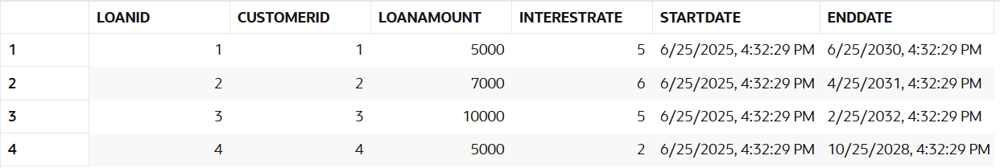 LOANID CUSTOMERID LOANAMOUNT INTERESTRATE STARTDATE ENDDATE
1 1 1 5000 5 6/25/2025, 4:32:29 PM 6/25/2030, 4:32:29 PM
2 2 2 7000 6 6/25/2025, 4:32:29 PM 4/25/2031, 4:32:29 PM
3 3 3 10000 5 6/25/2025, 4:32:29 PM 2/25/2032, 4:32:29 PM
4 4 4 5000 2 6/25/2025, 4:32:29 PM 10/25/2028, 4:32:29 PM